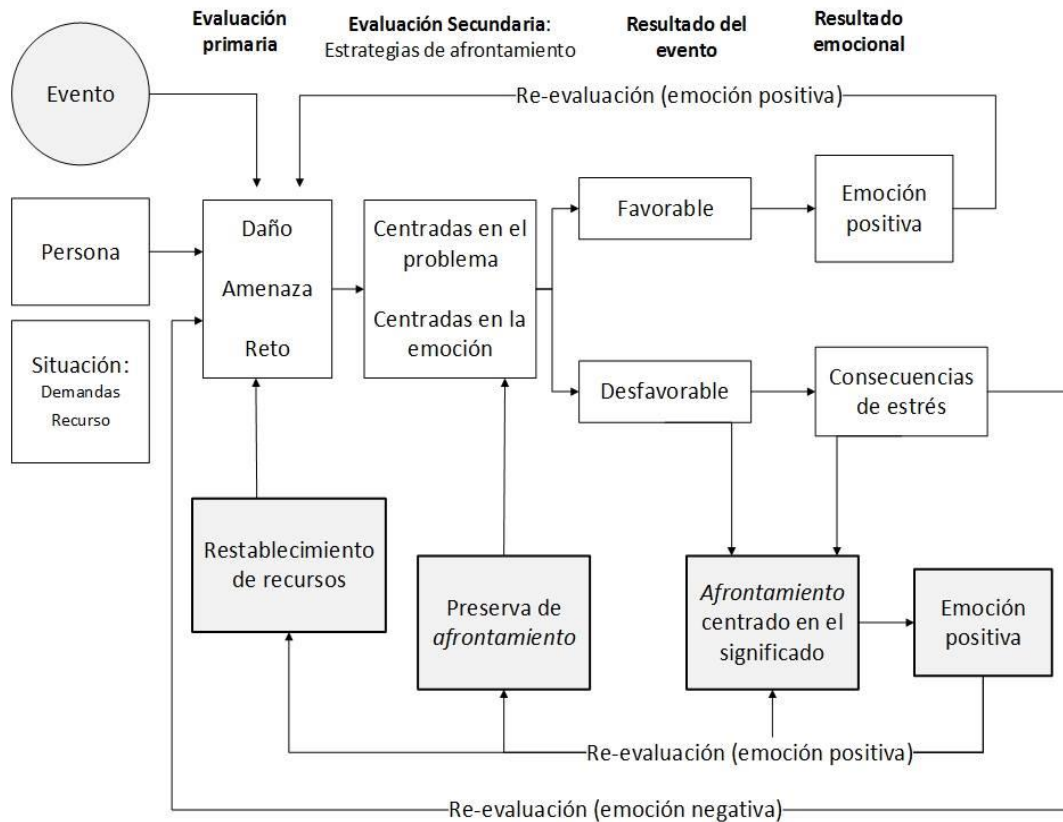 Evaluación
primaria
Evaluación Secundaria:
Estrategias de afrontamiento
Resultado del
evento
Resultado
emocional
Evento
Re-evaluación (emoción positiva)
Persona
Daño
Amenaza
Reto
Centradas en el
problema
Centradas en la
emoción
Favorable
Emoción
positiva
Situación:
Demandas
Recurso
Desfavorable
Consecuencias
de estrés
Restablecimiento
de recursos
Preserva de
afrontamiento
Afrontamiento
centrado en el
significado
Emoción
positiva
Re-evaluación (emoción positiva)
Re-evaluación (emoción negativa)